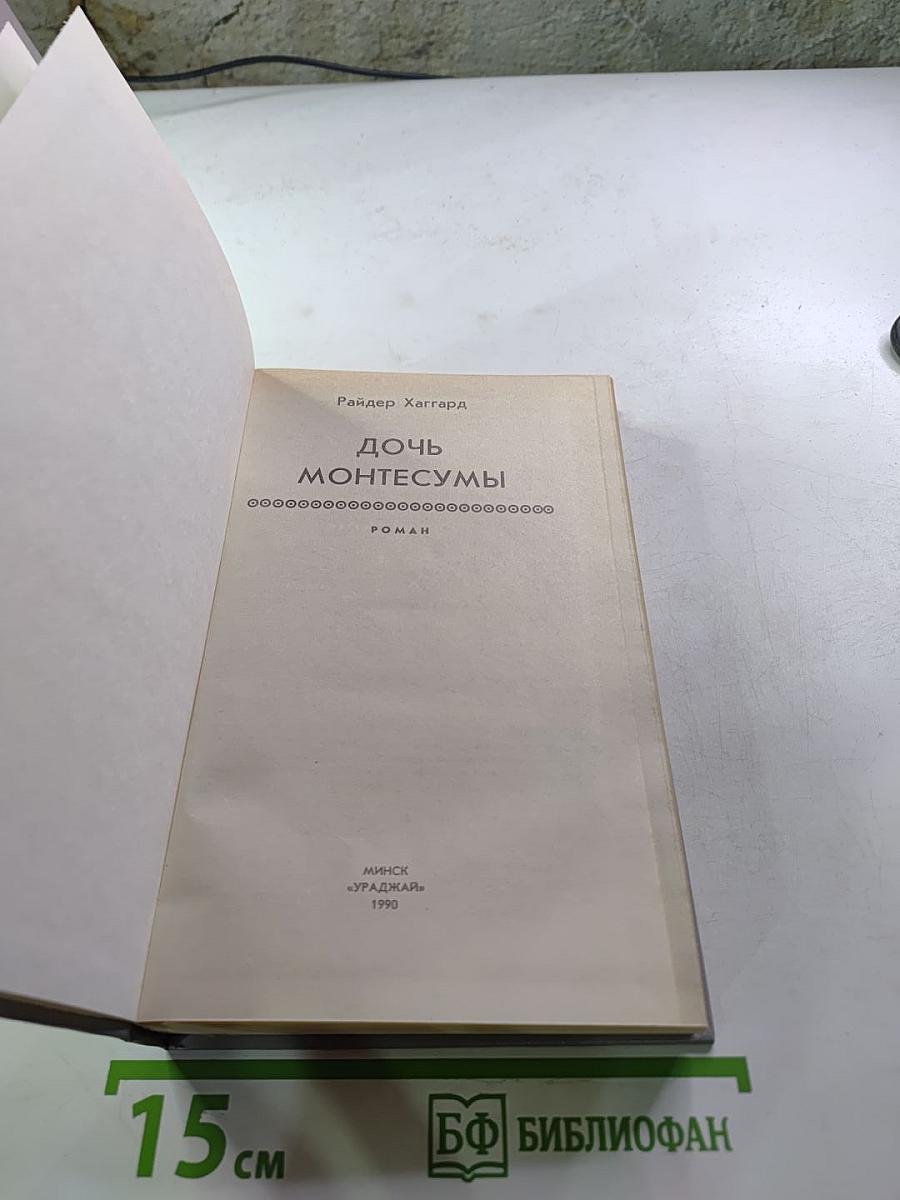 Райдер Хаггард
ДОЧЬ
МОНТЕСУМЫ
РОМАН
МИНСК
«УРАДЖАЙ»
1990
15 см
БФ БИБЛИОФАН